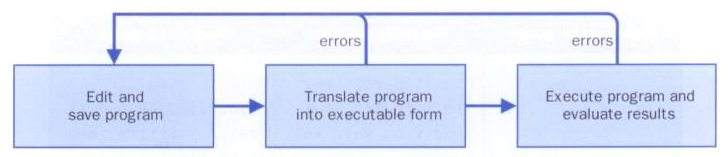 errors
errors
Edit and
save program
Translate program
into executable form
Execute program and
evaluate results